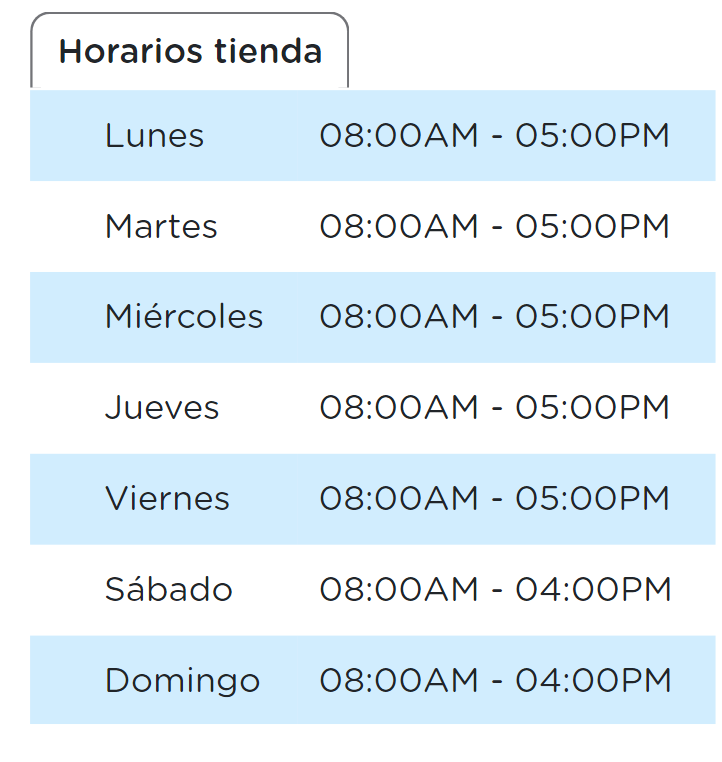 Horarios tienda
Lunes 08:00AM - 05:00PM
Martes 08:00AM - 05:00PM
Miércoles 08:00AM - 05:00PM
Jueves 08:00AM - 05:00PM
Viernes 08:00AM - 05:00PM
Sábado 08:00AM - 04:00PM
Domingo 08:00AM - 04:00PM